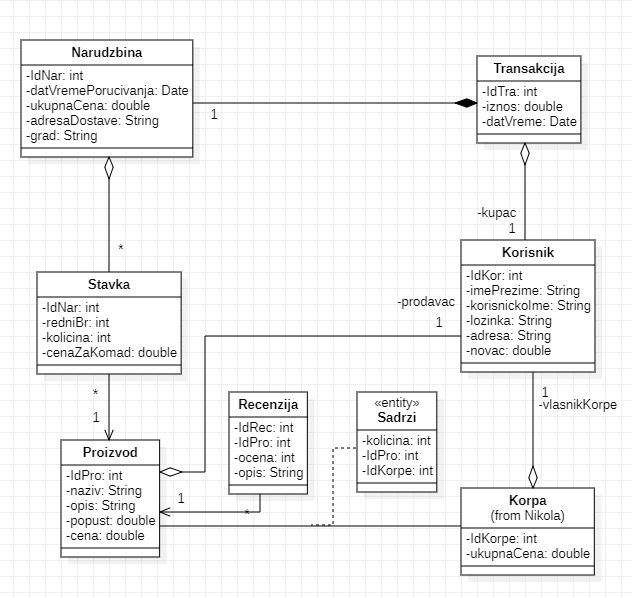 Narudzbina
-IdNar: int
-datVremePorucivanja: Date
-ukupnaCena: double
-adresaDostave: String
-grad: String
1
Transakcija
-IdTra: int
-iznos: double
-datVreme: Date
-kupac
1
*
Stavka
-IdNar: int
-redniBr: int
-kolicina: int
-cenaZaKomad: double
Korisnik
-IdKor: int
-imePrezime: String
-korisnickoIme: String
-lozinka: String
-adresa: String
-novac: double
-prodavac
1
*
1
1
-vlasnikKorpe
Recenzija
-IdRec: int
-IdPro: int
-ocena: int
-opis: String
«entity»
Sadrzi
-kolicina: int
-IdPro: int
-IdKorpe: int
Proizvod
-IdPro: int
-naziv: String
-opis: String
-popust: double
-cena: double
1
*
Korpa
(from Nikola)
-IdKorpe: int
-ukupnaCena: double